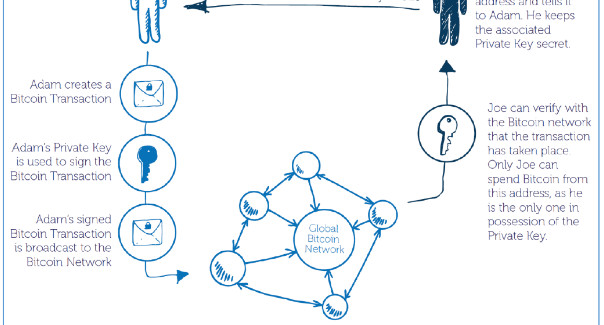 address and tells it
to Adam. He keeps
the associated
Private Key secret.
Adam creates a
Bitcoin Transaction
Adam's Private Key
is used to sign the
Bitcoin Transaction
Adam's signed
Bitcoin Transaction
is broadcast to the
Bitcoin Network
Global
Bitcoin
Network
Joe can verify with
the Bitcoin network
that the transaction
has taken place.
Only Joe can
spend Bitcoin from
this address, as he
is the only one in
possession of the
Private Key.